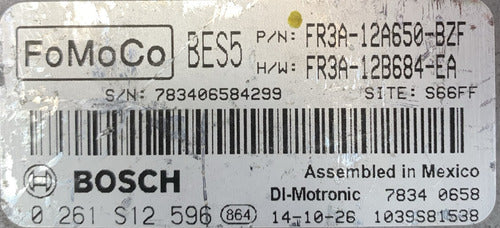 FoMoCo BES5 P/N: FR3A-12A650-BZF
H/W: FR3A-12B684-EA
S/N: 783406584299 SITE: S66FF
BOSCH Assembled in Mexico
DI-Motronic 7834 0658
0 261 S12 596 864 14-10-26 1039S81538